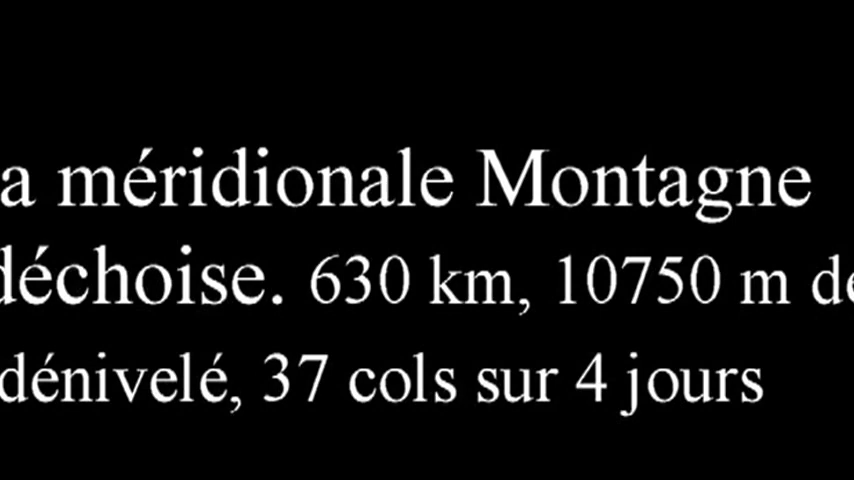 a méridionale Montagne
déchoise. 630 km, 10750 m de
dénivelé, 37 cols sur 4 jours